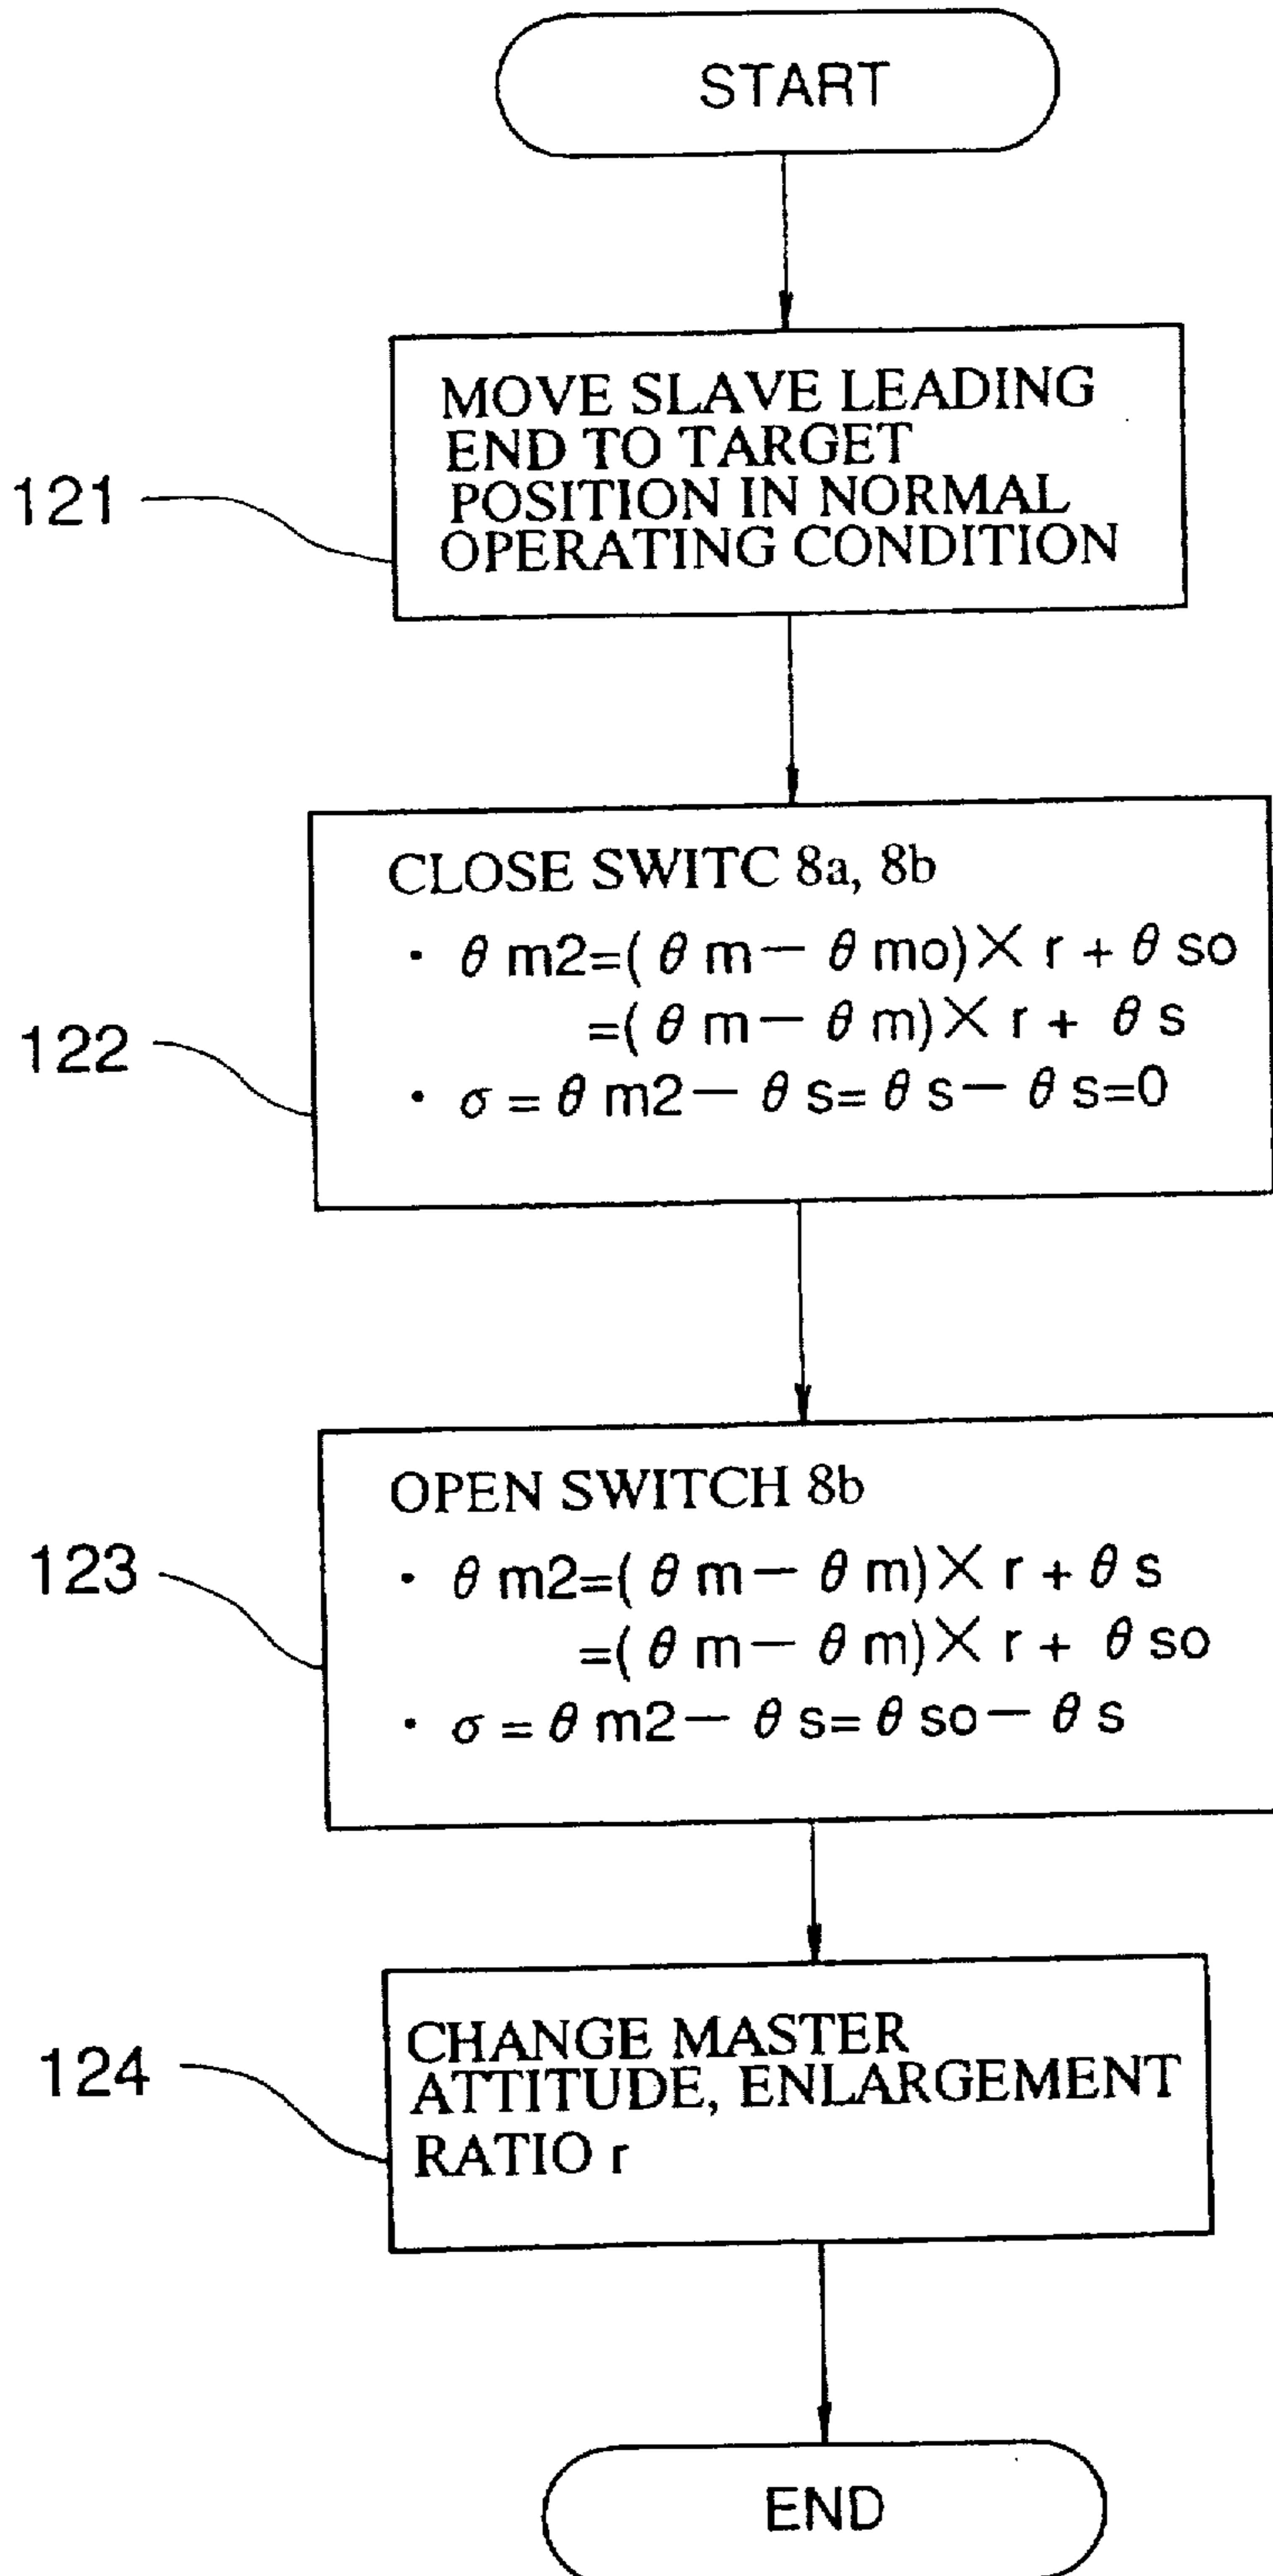 START
121
MOVE SLAVE LEADING
END TO TARGET
POSITION IN NORMAL
OPERATING CONDITION
122
CLOSE SWITC 8a, 8b
· θ m2=( θ m− θ mo)× r + θ so
=( θ m− θ m)× r + θ s
· σ = θ m2− θ s= θ s− θ s=0
123
OPEN SWITCH 8b
· θ m2=( θ m− θ m)× r + θ s
=( θ m− θ m)× r + θ so
· σ = θ m2− θ s= θ so− θ s
124
CHANGE MASTER
ATTITUDE, ENLARGEMENT
RATIO r
END